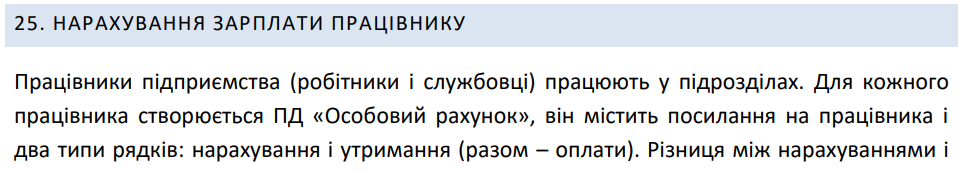 25. НАРАХУВАННЯ ЗАРПЛАТИ ПРАЦІВНИКУ
Працівники підприємства (робітники і службовці) працюють у підрозділах. Для кожного
працівника створюється ПД «Особовий рахунок», він містить посилання на працівника і
два типи рядків: нарахування і утримання (разом – оплати). Різниця між нарахуваннями і